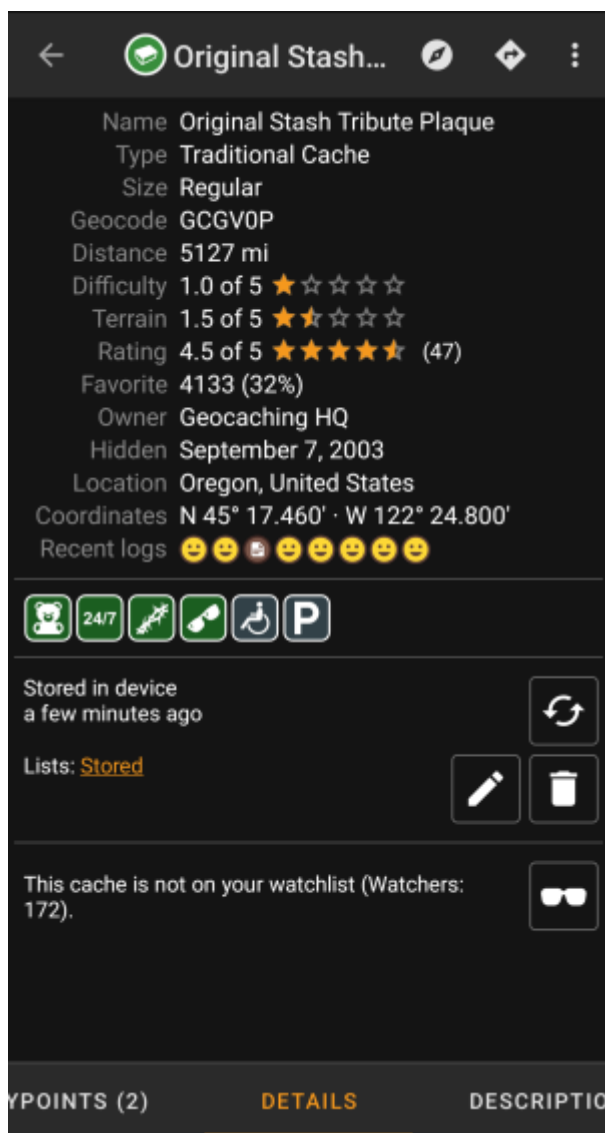 Original Stash...
Name Original Stash Tribute Plaque
Type Traditional Cache
Size Regular
Geocode GCGV0P
Distance 5127 mi
Difficulty 1.0 of 5
Terrain 1.5 of 5
Rating 4.5 of 5 (47)
Favorite 4133 (32%)
Owner Geocaching HQ
Hidden September 7, 2003
Location Oregon, United States
Coordinates N 45° 17.460' · W 122° 24.800'
Recent logs
24/7 P
Stored in device
a few minutes ago
Lists: Stored
This cache is not on your watchlist (Watchers:
172).
YPOINTS (2) DETAILS DESCRIPTIO